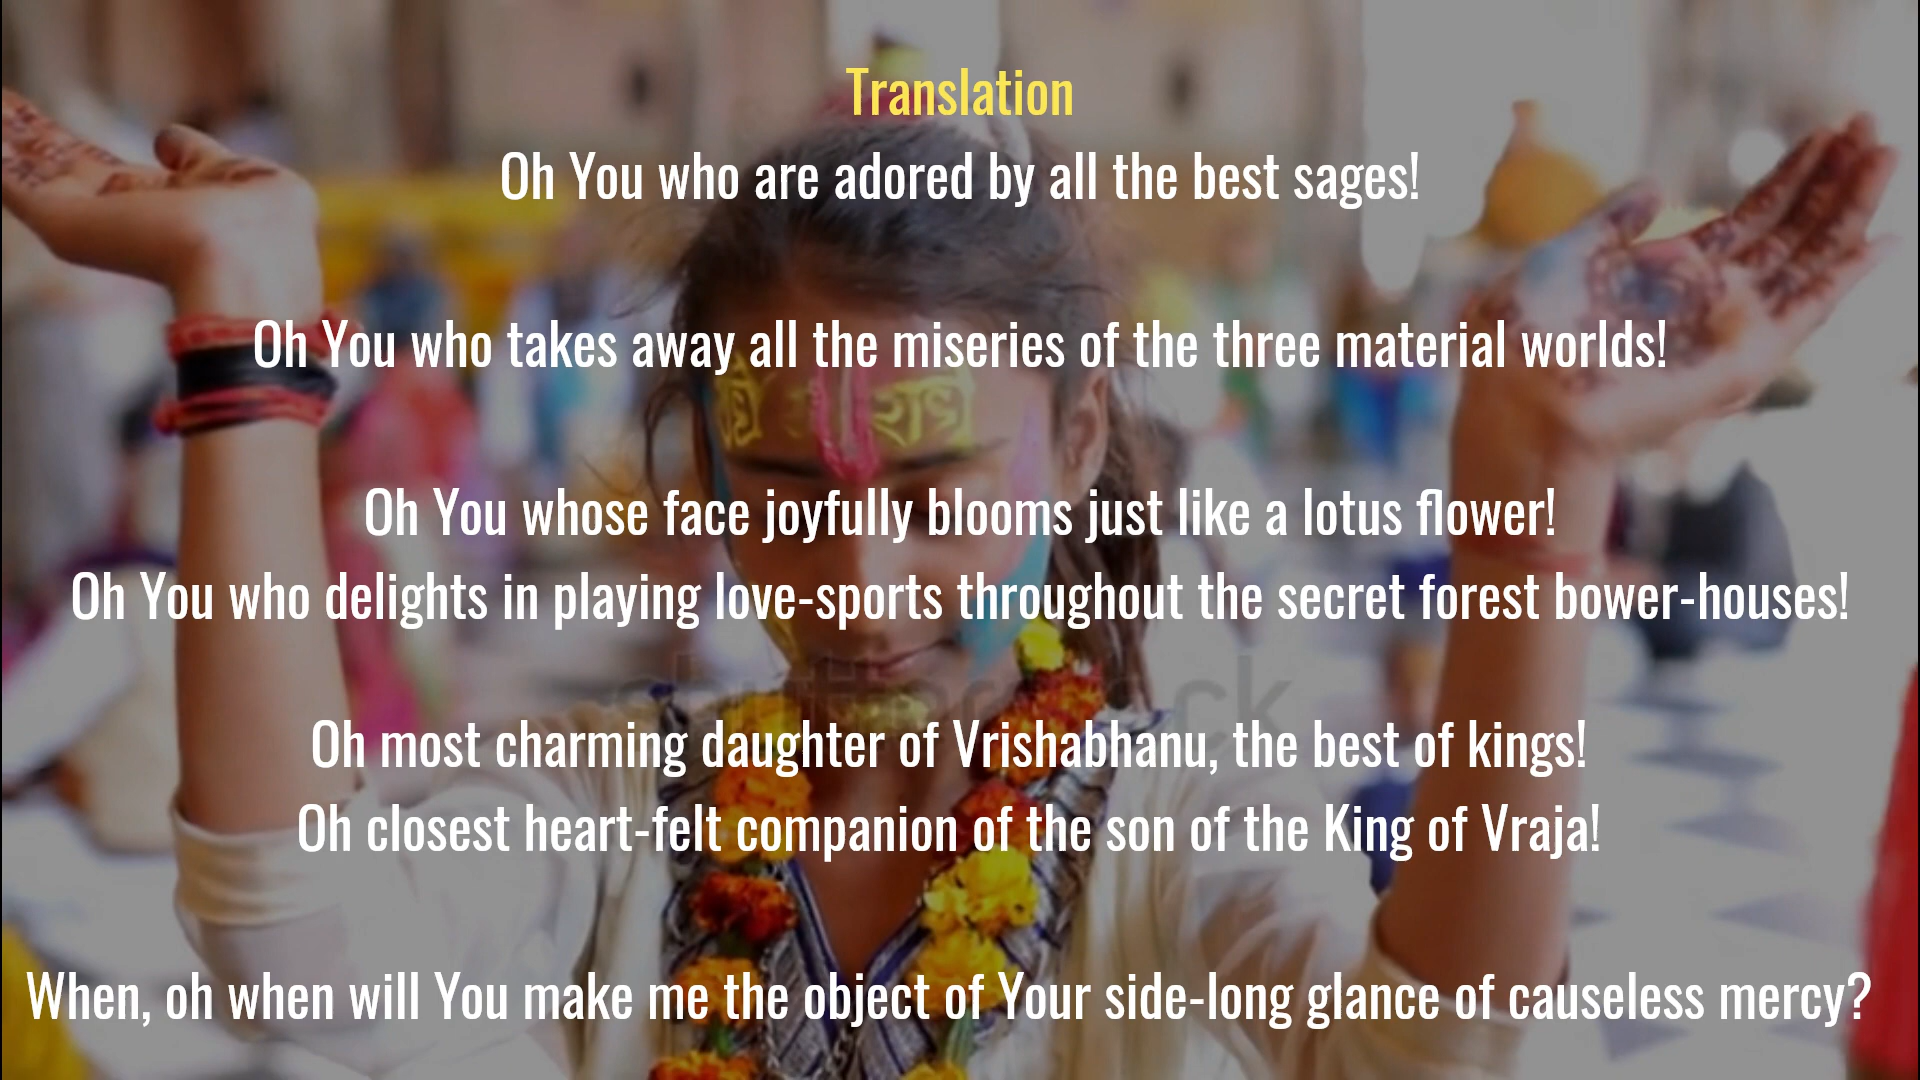 Translation
Oh You who are adored by all the best sages!
Oh You who takes away all the miseries of the three material worlds!
राधे राधे
Oh You whose face joyfully blooms just like a lotus flower!
Oh You who delights in playing love-sports throughout the secret forest bower-houses!
shutterstock
Oh most charming daughter of Vrishabhanu, the best of kings!
Oh closest heart-felt companion of the son of the King of Vraja!
When, oh when will You make me the object of Your side-long glance of causeless mercy?